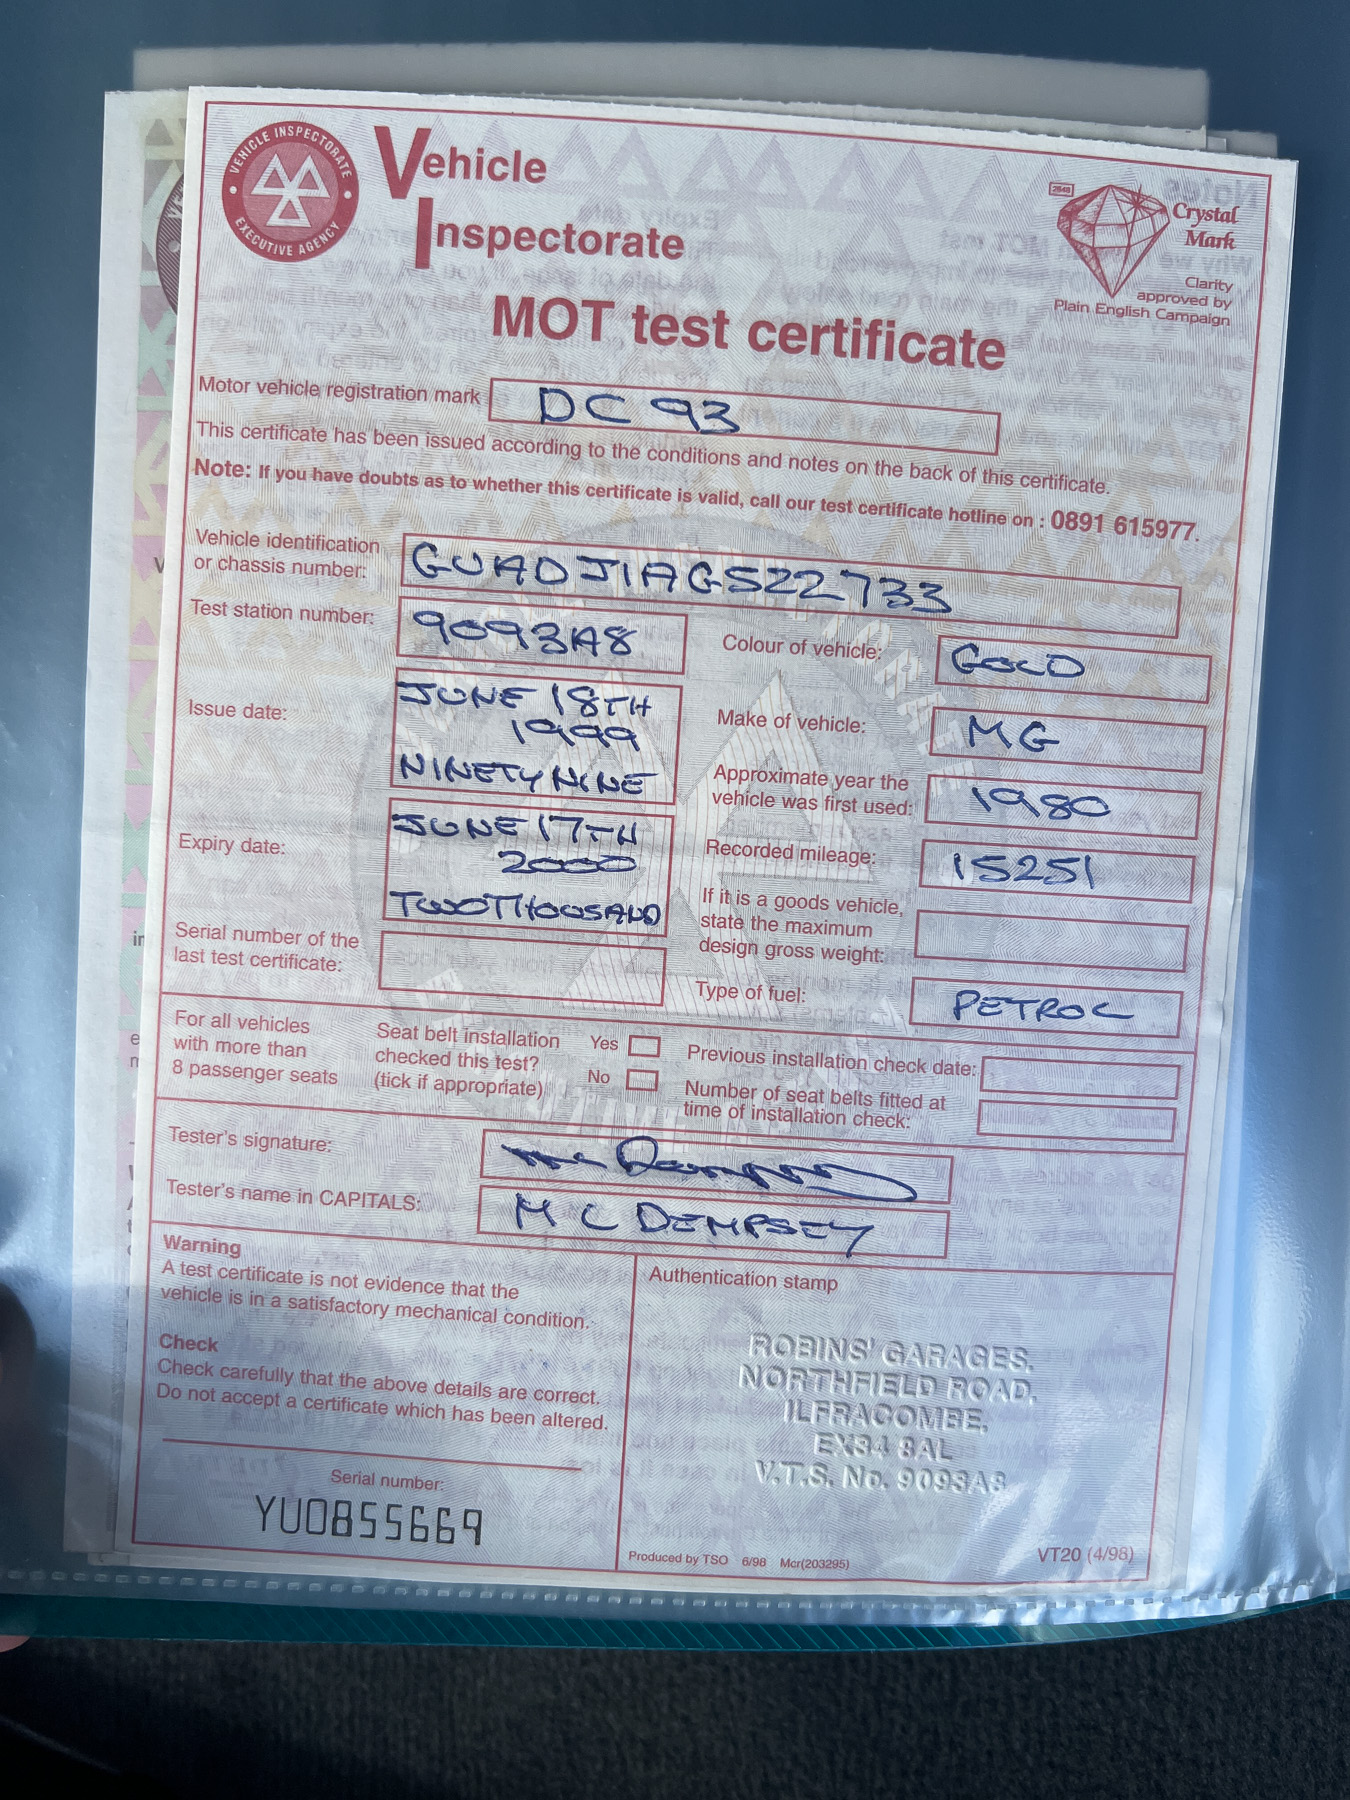 VEHICLE INSPECTORATE
EXECUTIVE AGENCY
Vehicle
Inspectorate
2648
Crystal
Mark
Clarity
approved by
Plain English Campaign
MOT test certificate
Motor vehicle registration mark DC 93
This certificate has been issued according to the conditions and notes on the back of this certificate.
Note: If you have doubts as to whether this certificate is valid, call our test certificate hotline on : 0891 615977.
Vehicle identification
or chassis number: GUADJIAG522733
Test station number: 9093A8
Colour of vehicle: GOLD
Issue date: JUNE 18TH
1999
NINETY NINE
Make of vehicle: MG
Approximate year the
vehicle was first used: 1980
Expiry date: JUNE 17TH
2000
TWO THOUSAND
Recorded mileage: 15251
If it is a goods vehicle,
state the maximum
design gross weight:
Serial number of the
last test certificate:
Type of fuel: PETROL
For all vehicles
with more than
8 passenger seats
Seat belt installation
checked this test?
(tick if appropriate)
Yes
No
Previous installation check date:
Number of seat belts fitted at
time of installation check:
Tester's signature:
Tester's name in CAPITALS: M C DEMPSEY
Warning
A test certificate is not evidence that the
vehicle is in a satisfactory mechanical condition.
Check
Check carefully that the above details are correct.
Do not accept a certificate which has been altered.
Serial number:
YU0855669
Authentication stamp
ROBINS' GARAGES.
NORTHFIELD ROAD.
ILFRACOMBE.
EX34 8AL
V.T.S. No. 9093A8
Produced by TSO 6/98 Mcr(203295)
VT20 (4/98)